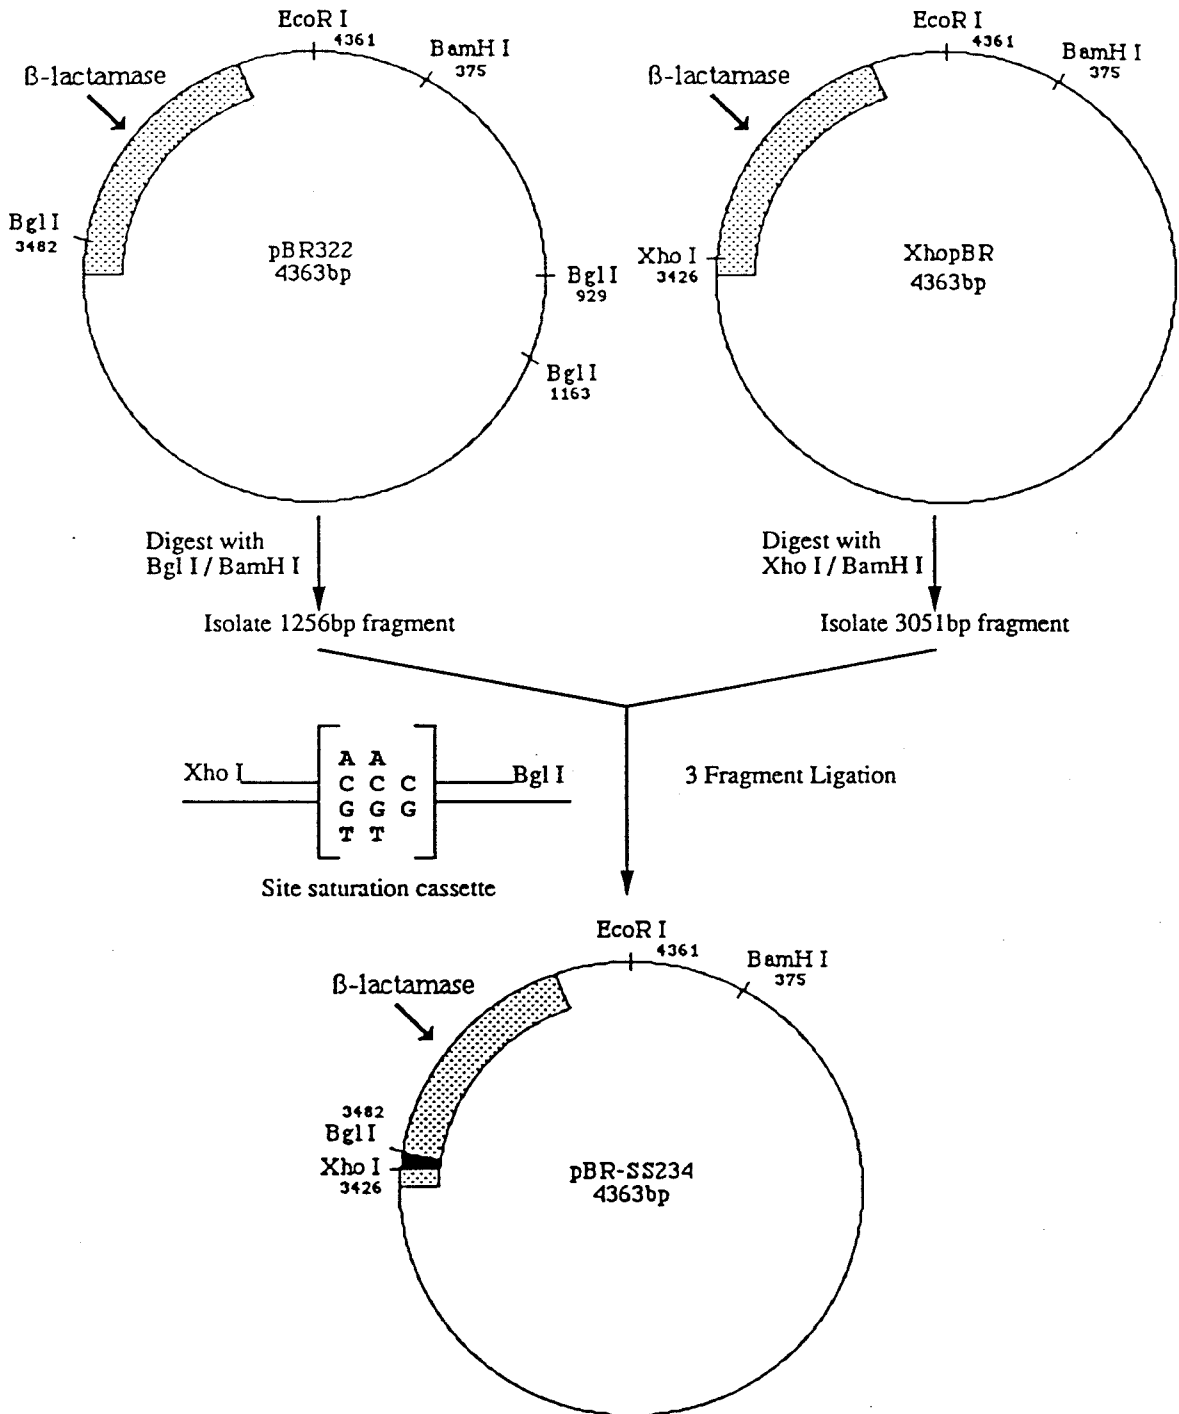 EcoR I
4361
BamH I
375
ß-lactamase
Bgl I
3482
pBR322
4363bp
Bgl I
929
Bgl I
1163
EcoR I
4361
BamH I
375
ß-lactamase
Xho I
3426
XhopBR
4363bp
Digest with
Bgl I / BamH I
Isolate 1256bp fragment
Digest with
Xho I / BamH I
Isolate 3051bp fragment
Xho I
A A
C C C
G G G
T T
Bgl I
Site saturation cassette
3 Fragment Ligation
EcoR I
4361
BamH I
375
ß-lactamase
3482
Bgl I
Xho I
3426
pBR-SS234
4363bp